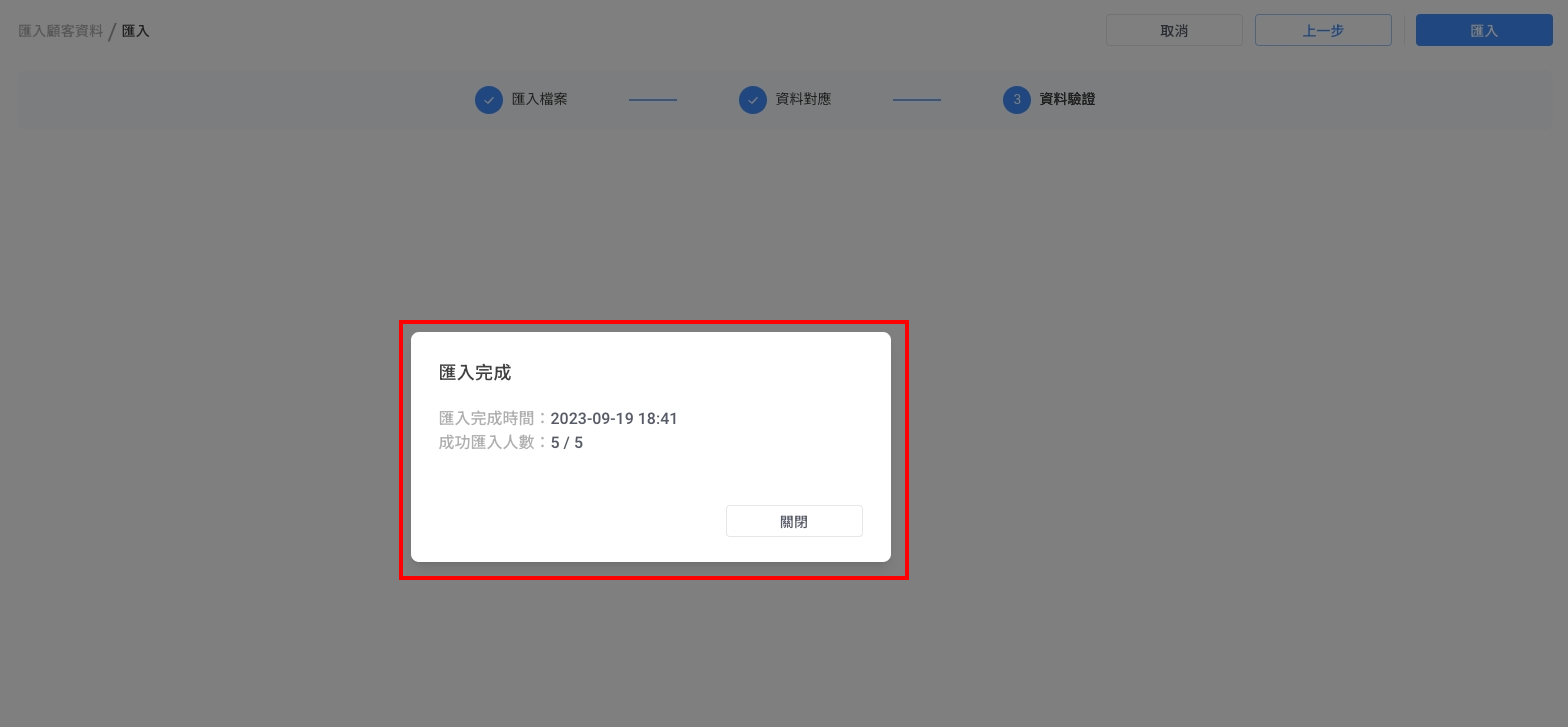 匯入顧客資料 / 匯入
取消
上一步
匯入
匯入檔案
資料對應
3 資料驗證
匯入完成
匯入完成時間：2023-09-19 18:41
成功匯入人數：5 / 5
關閉